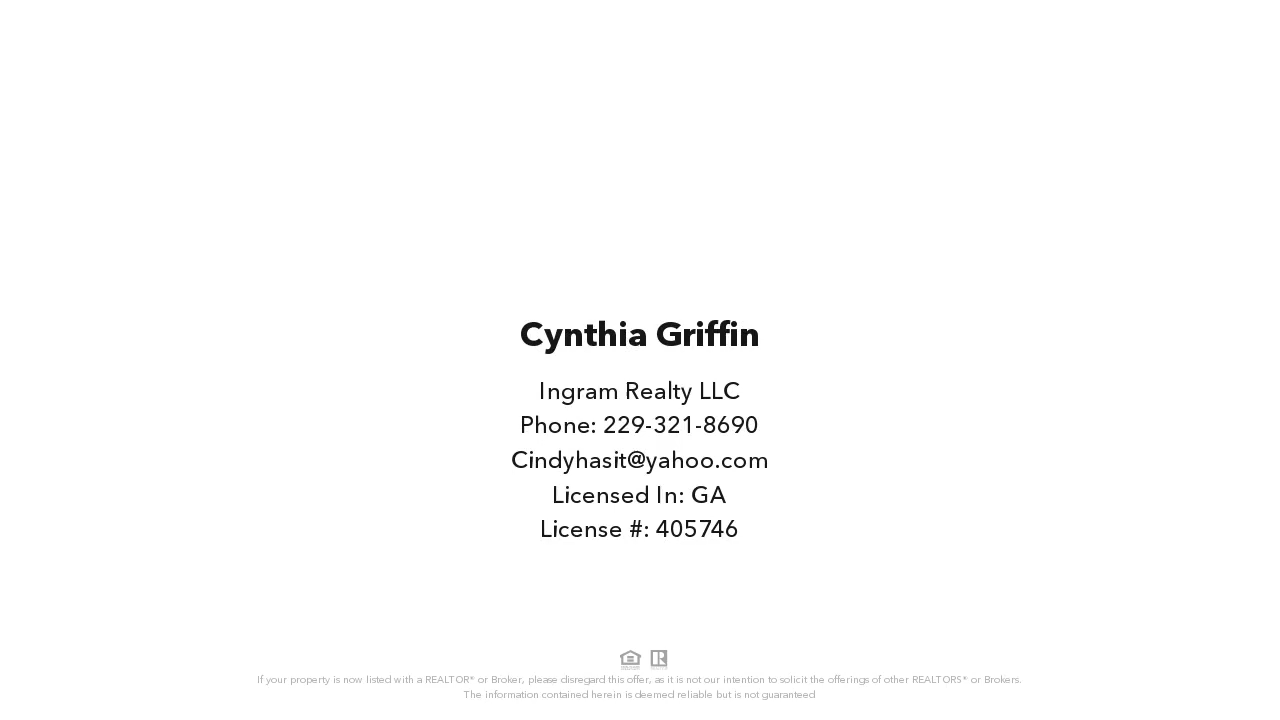 Cynthia Griffin
Ingram Realty LLC
Phone: 229-321-8690
Cindyhasit@yahoo.com
Licensed In: GA
License #: 405746
If your property is now listed with a REALTOR® or Broker, please disregard this offer, as it is not our intention to solicit the offerings of other REALTORS® or Brokers.
The information contained herein is deemed reliable but is not guaranteed